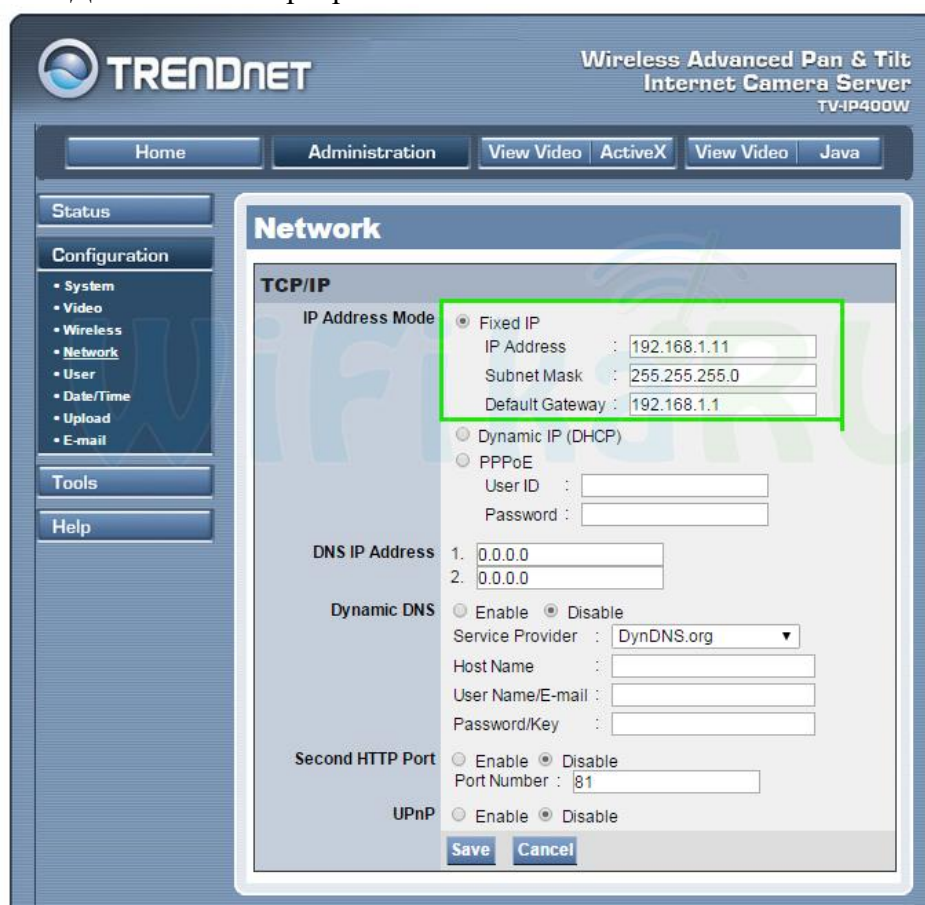 TRENDNET
Wireless Advanced Pan & Tilt
Internet Camera Server
TV-IP400W
Home Administration View Video ActiveX View Video Java
Status
Configuration
System
Video
Wireless
Network
User
Date/Time
Upload
E-mail
Tools
Help
Network
TCP/IP
IP Address Mode Fixed IP
IP Address : 192.168.1.11
Subnet Mask : 255.255.255.0
Default Gateway : 192.168.1.1
Dynamic IP (DHCP)
PPPoE
User ID :
Password :
DNS IP Address 1. 0.0.0.0
2. 0.0.0.0
Dynamic DNS Enable Disable
Service Provider : DynDNS.org
Host Name :
User Name/E-mail :
Password/Key :
Second HTTP Port Enable Disable
Port Number : 81
UPnP Enable Disable
Save Cancel
WiFiKa.RU